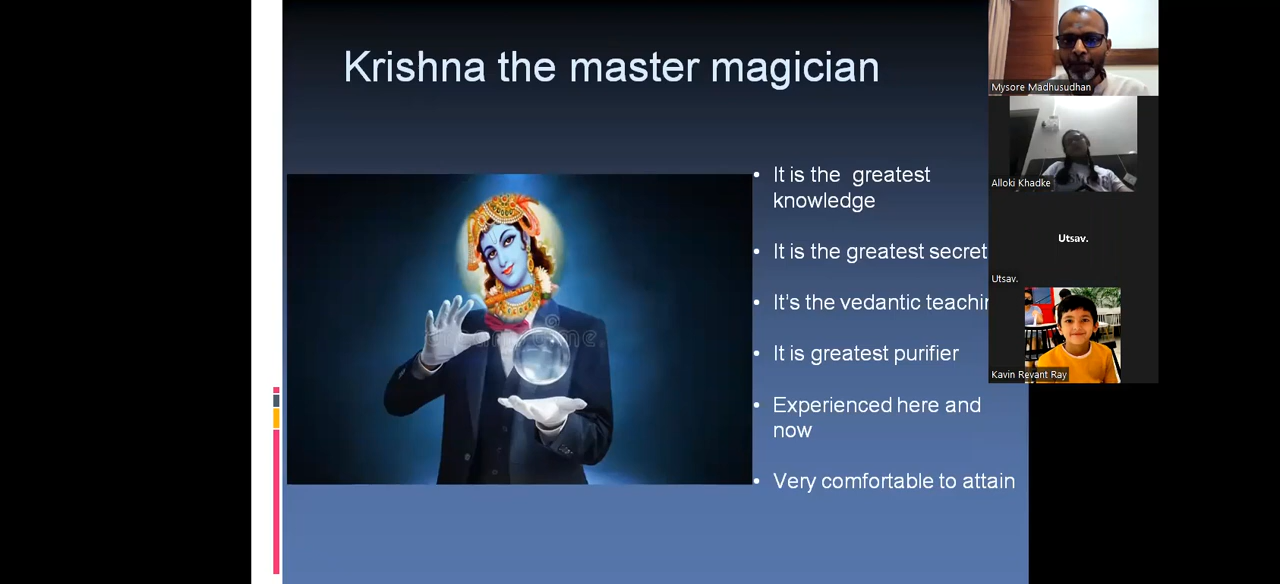 Krishna the master magician
It is the greatest
knowledge
It is the greatest secret
It's the vedantic teachin
It is greatest purifier
Experienced here and
now
Very comfortable to attain
Mysore Madhusudhan
Alloki Khadke
Utsav.
Utsav.
Kavin Revant Ray